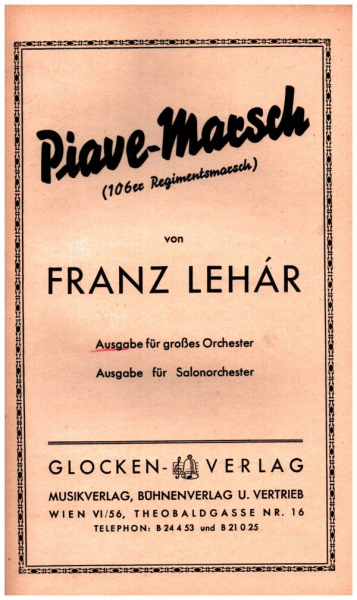 Piave-Marsch
(106er Regimentsmarsch)
von
FRANZ LEHÁR
Ausgabe für großes Orchester
Ausgabe für Salonorchester
GLOCKEN-VERLAG
MUSIKVERLAG, BÜHNENVERLAG U. VERTRIEB
WIEN VI/56, THEOBALDGASSE NR. 16
TELEPHON: B 24 4 53 und B 21 0 25